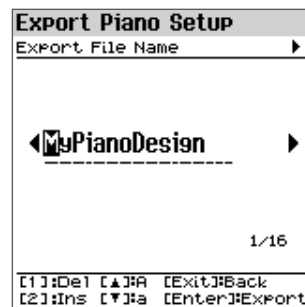 Export Piano Setup
Export File Name
MyPianoDesign
1/16
[1]:Del [▲]:A [Exit]:Back
[2]:Ins [▼]:a [Enter]:Export